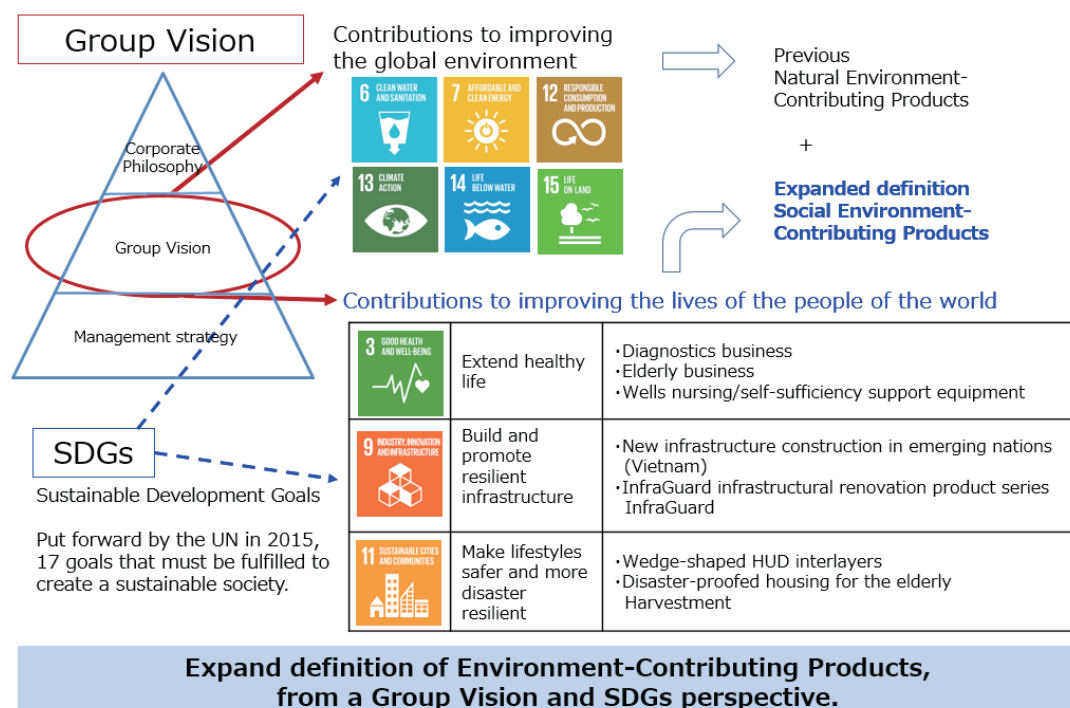 Group Vision
Corporate
Philosophy
Group Vision
Management strategy
SDGs
Sustainable Development Goals
Put forward by the UN in 2015,
17 goals that must be fulfilled to
create a sustainable society.
Contributions to improving
the global environment
6 CLEAN WATER
AND SANITATION
7 AFFORDABLE AND
CLEAN ENERGY
12 RESPONSIBLE
CONSUMPTION
AND PRODUCTION
13 CLIMATE
ACTION
14 LIFE
BELOW WATER
15 LIFE
ON LAND
Previous
Natural Environment-
Contributing Products
+
Expanded definition
Social Environment-
Contributing Products
Contributions to improving the lives of the people of the world
3 GOOD HEALTH
AND WELL-BEING
Extend healthy
life
・Diagnostics business
・Elderly business
・Wells nursing/self-sufficiency support equipment
9 INDUSTRY, INNOVATION
AND INFRASTRUCTURE
Build and
promote
resilient
infrastructure
・New infrastructure construction in emerging nations
(Vietnam)
・InfraGuard infrastructural renovation product series
InfraGuard
11 SUSTAINABLE CITIES
AND COMMUNITIES
Make lifestyles
safer and more
disaster
resilient
・Wedge-shaped HUD interlayers
・Disaster-proofed housing for the elderly
Harvestment
Expand definition of Environment-Contributing Products,
from a Group Vision and SDGs perspective.